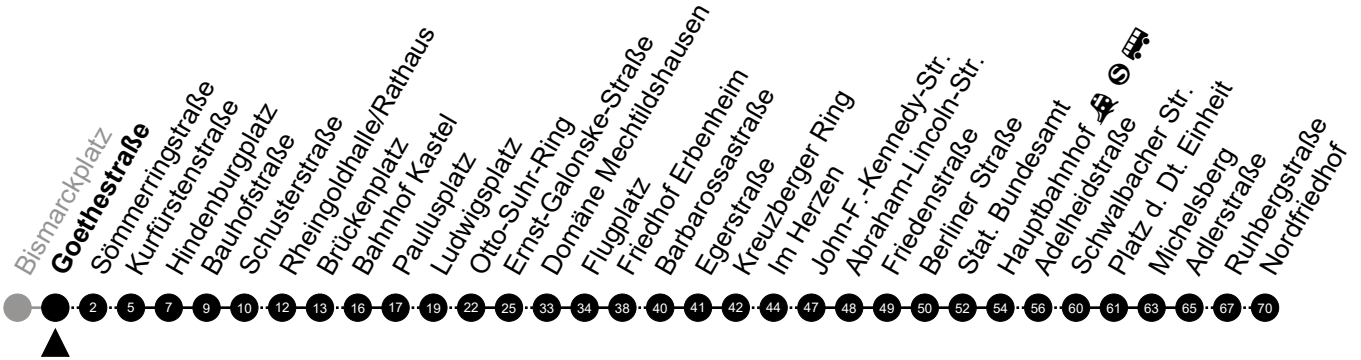 Bismarckplatz
Goethestraße
Sömmerringstraße
Kurfürstenstraße
Hindenburgplatz
Bauhofstraße
Schusterstraße
Rheingoldhalle/Rathaus
Brückenplatz
Bahnhof Kastel
Paulusplatz
Ludwigsplatz
Otto-Suhr-Ring
Ernst-Galonske-Straße
Domäne Mechtildshausen
Flugplatz
Friedhof Erbenheim
Barbarossastraße
Egerstraße
Kreuzberger Ring
Im Herzen
John-F.-Kennedy-Str.
Abraham-Lincoln-Str.
Friedenstraße
Berliner Straße
Stat. Bundesamt
Hauptbahnhof S
Adelheidstraße
Schwalbacher Str.
Platz d. Dt. Einheit
Michelsberg
Adlerstraße
Ruhbergstraße
Nordfriedhof
2 5 7 9 10 12 13 16 17 19 22 25 33 34 38 40 41 42 44 47 48 49 50 52 54 56 60 61 63 65 67 70